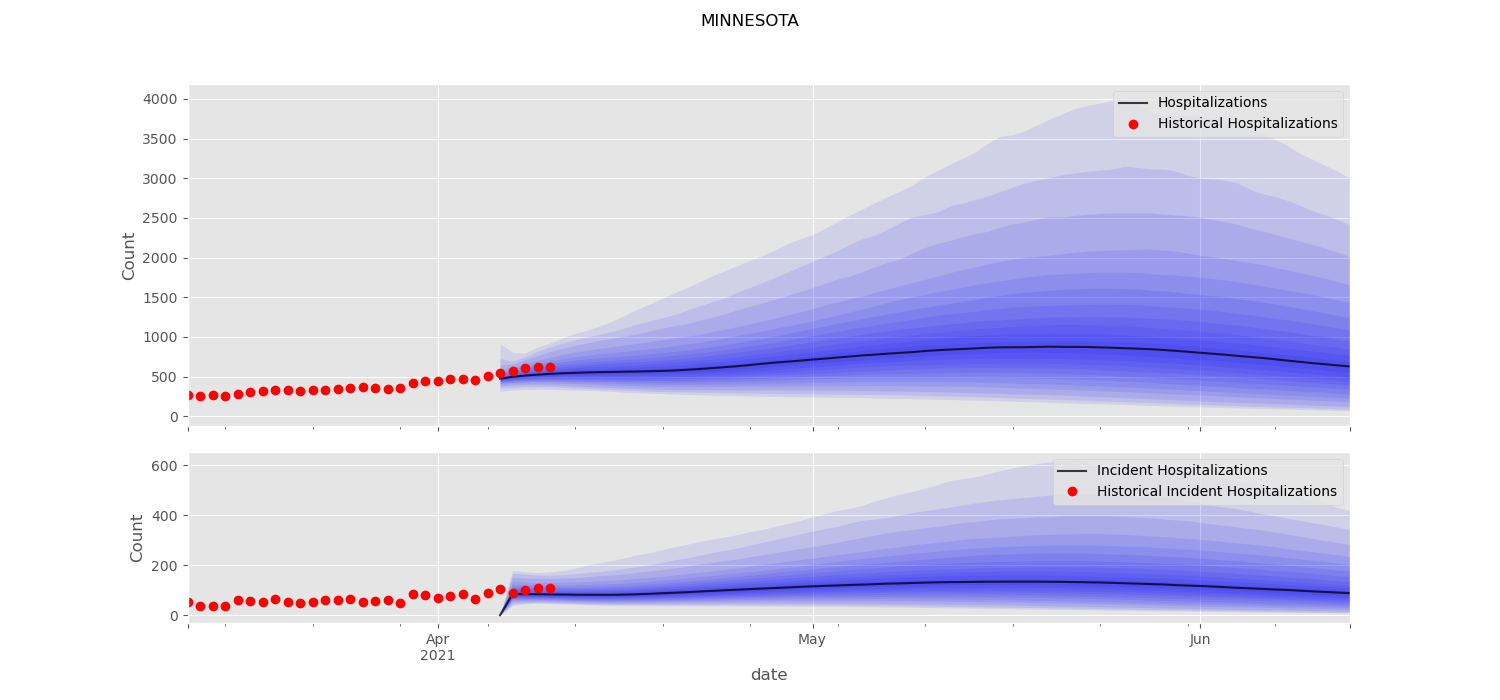 MINNESOTA
4000
3500
3000
2500
2000
1500
1000
500
0
Count
Hospitalizations
Historical Hospitalizations
600
400
200
0
Count
Incident Hospitalizations
Historical Incident Hospitalizations
Apr
2021
May
Jun
date